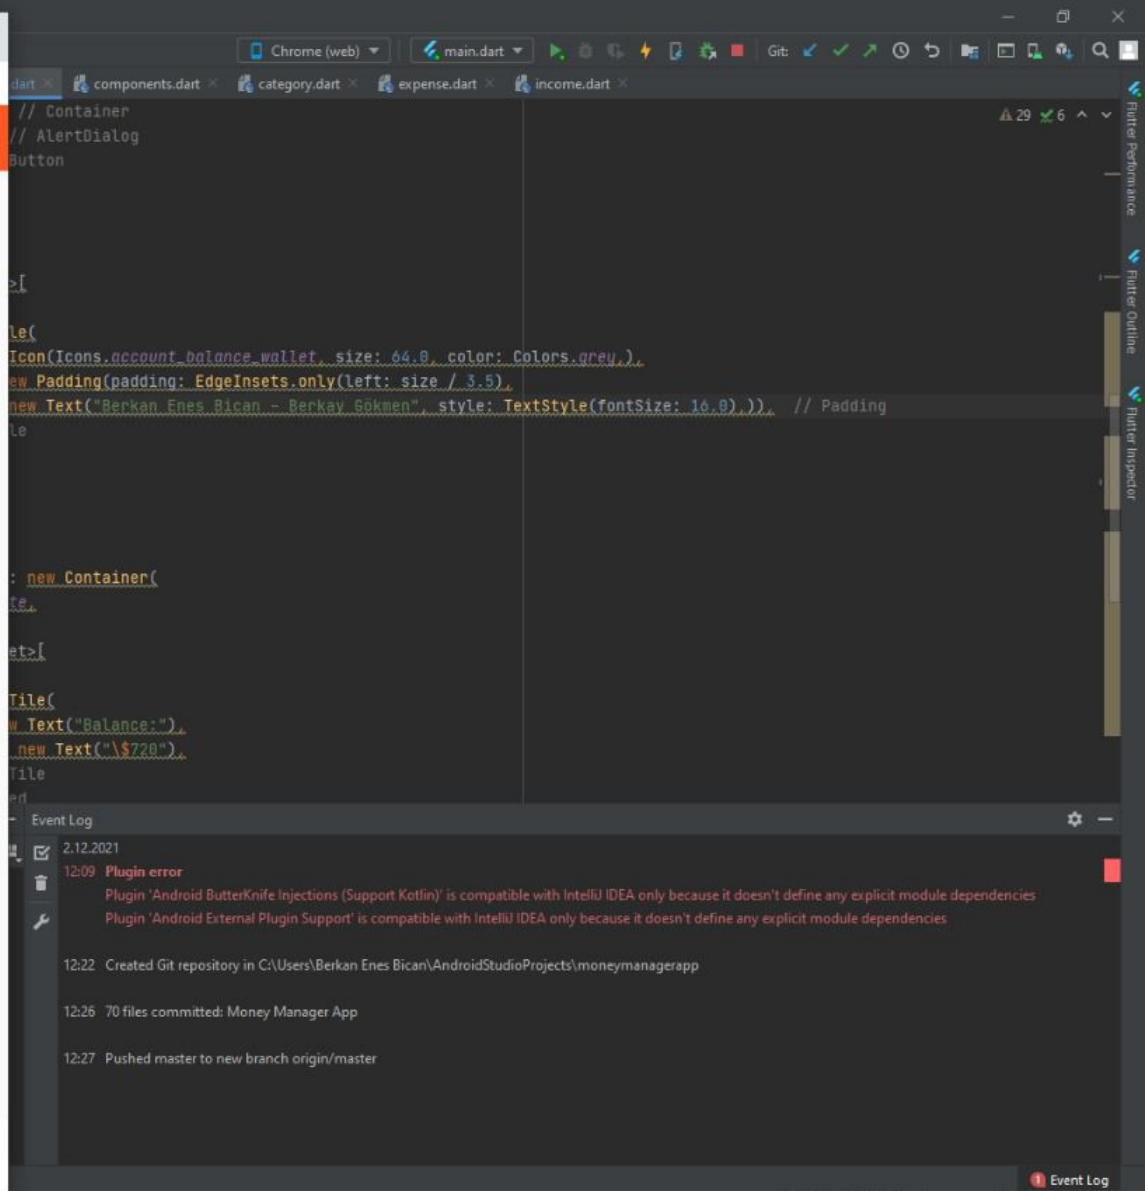 Chrome (web) main.dart Git:
dart components.dart category.dart expense.dart income.dart
// Container 29 6
// AlertDialog
Button
>[
le(
Icon(Icons.account_balance_wallet, size: 64.0, color: Colors.grey,),
ew Padding(padding: EdgeInsets.only(left: size / 3.5),
new Text("Berkan Enes Bican - Berkay Gökmen", style: TextStyle(fontSize: 16.0),)), // Padding
le
: new Container(
te,
et>[
Tile(
w Text("Balance:"),
new Text("\$720"),
Tile
ed
Flutter Performance
Flutter Outline
Flutter Inspector
Event Log
2.12.2021
12:09 Plugin error
Plugin 'Android ButterKnife Injections (Support Kotlin)' is compatible with IntelliJ IDEA only because it doesn't define any explicit module dependencies
Plugin 'Android External Plugin Support' is compatible with IntelliJ IDEA only because it doesn't define any explicit module dependencies
12:22 Created Git repository in C:\Users\Berkan Enes Bican\AndroidStudioProjects\moneymanagerapp
12:26 70 files committed: Money Manager App
12:27 Pushed master to new branch origin/master
1 Event Log